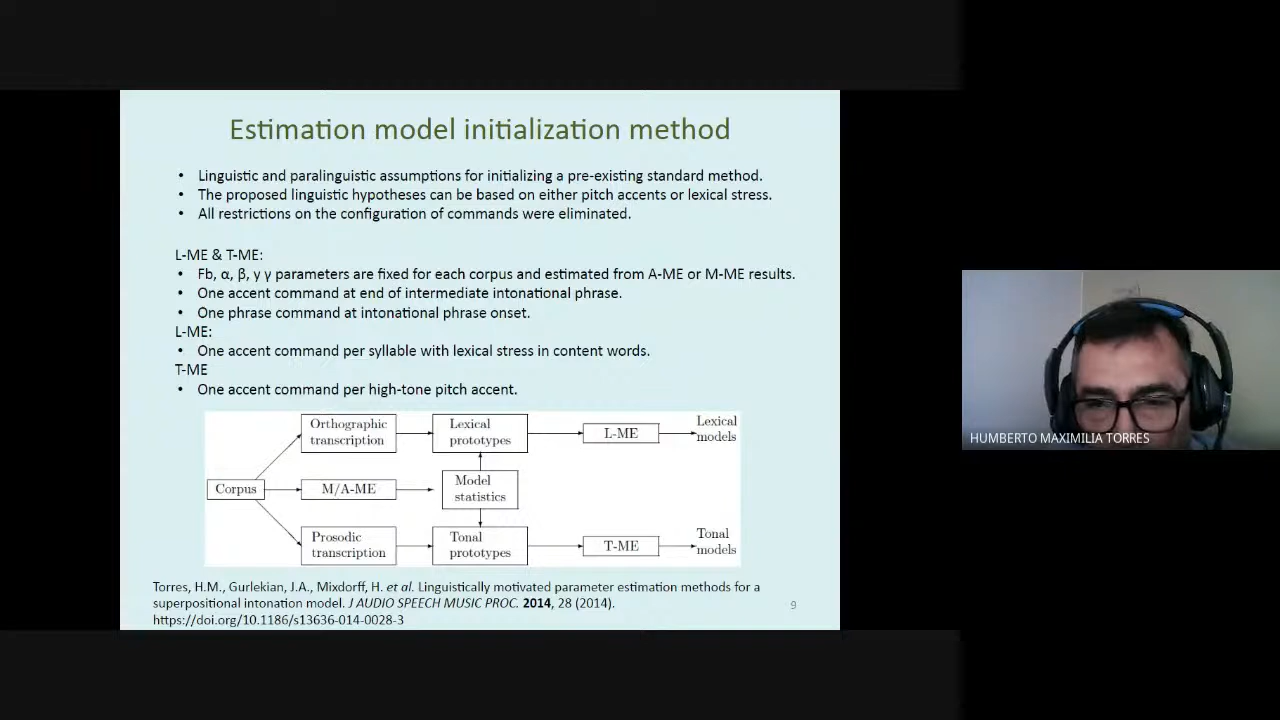 Estimation model initialization method
• Linguistic and paralinguistic assumptions for initializing a pre-existing standard method.
• The proposed linguistic hypotheses can be based on either pitch accents or lexical stress.
• All restrictions on the configuration of commands were eliminated.
L-ME & T-ME:
• Fb, α, β, y γ parameters are fixed for each corpus and estimated from A-ME or M-ME results.
• One accent command at end of intermediate intonational phrase.
• One phrase command at intonational phrase onset.
L-ME:
• One accent command per syllable with lexical stress in content words.
T-ME
• One accent command per high-tone pitch accent.
Orthographic
transcription
Lexical
prototypes
L-ME
Lexical
models
Corpus
M/A-ME
Model
statistics
Prosodic
transcription
Tonal
prototypes
T-ME
Tonal
models
Torres, H.M., Gurlekian, J.A., Mixdorff, H. et al. Linguistically motivated parameter estimation methods for a
superpositional intonation model. J AUDIO SPEECH MUSIC PROC. 2014, 28 (2014).
https://doi.org/10.1186/s13636-014-0028-3
9
HUMBERTO MAXIMILIA TORRES